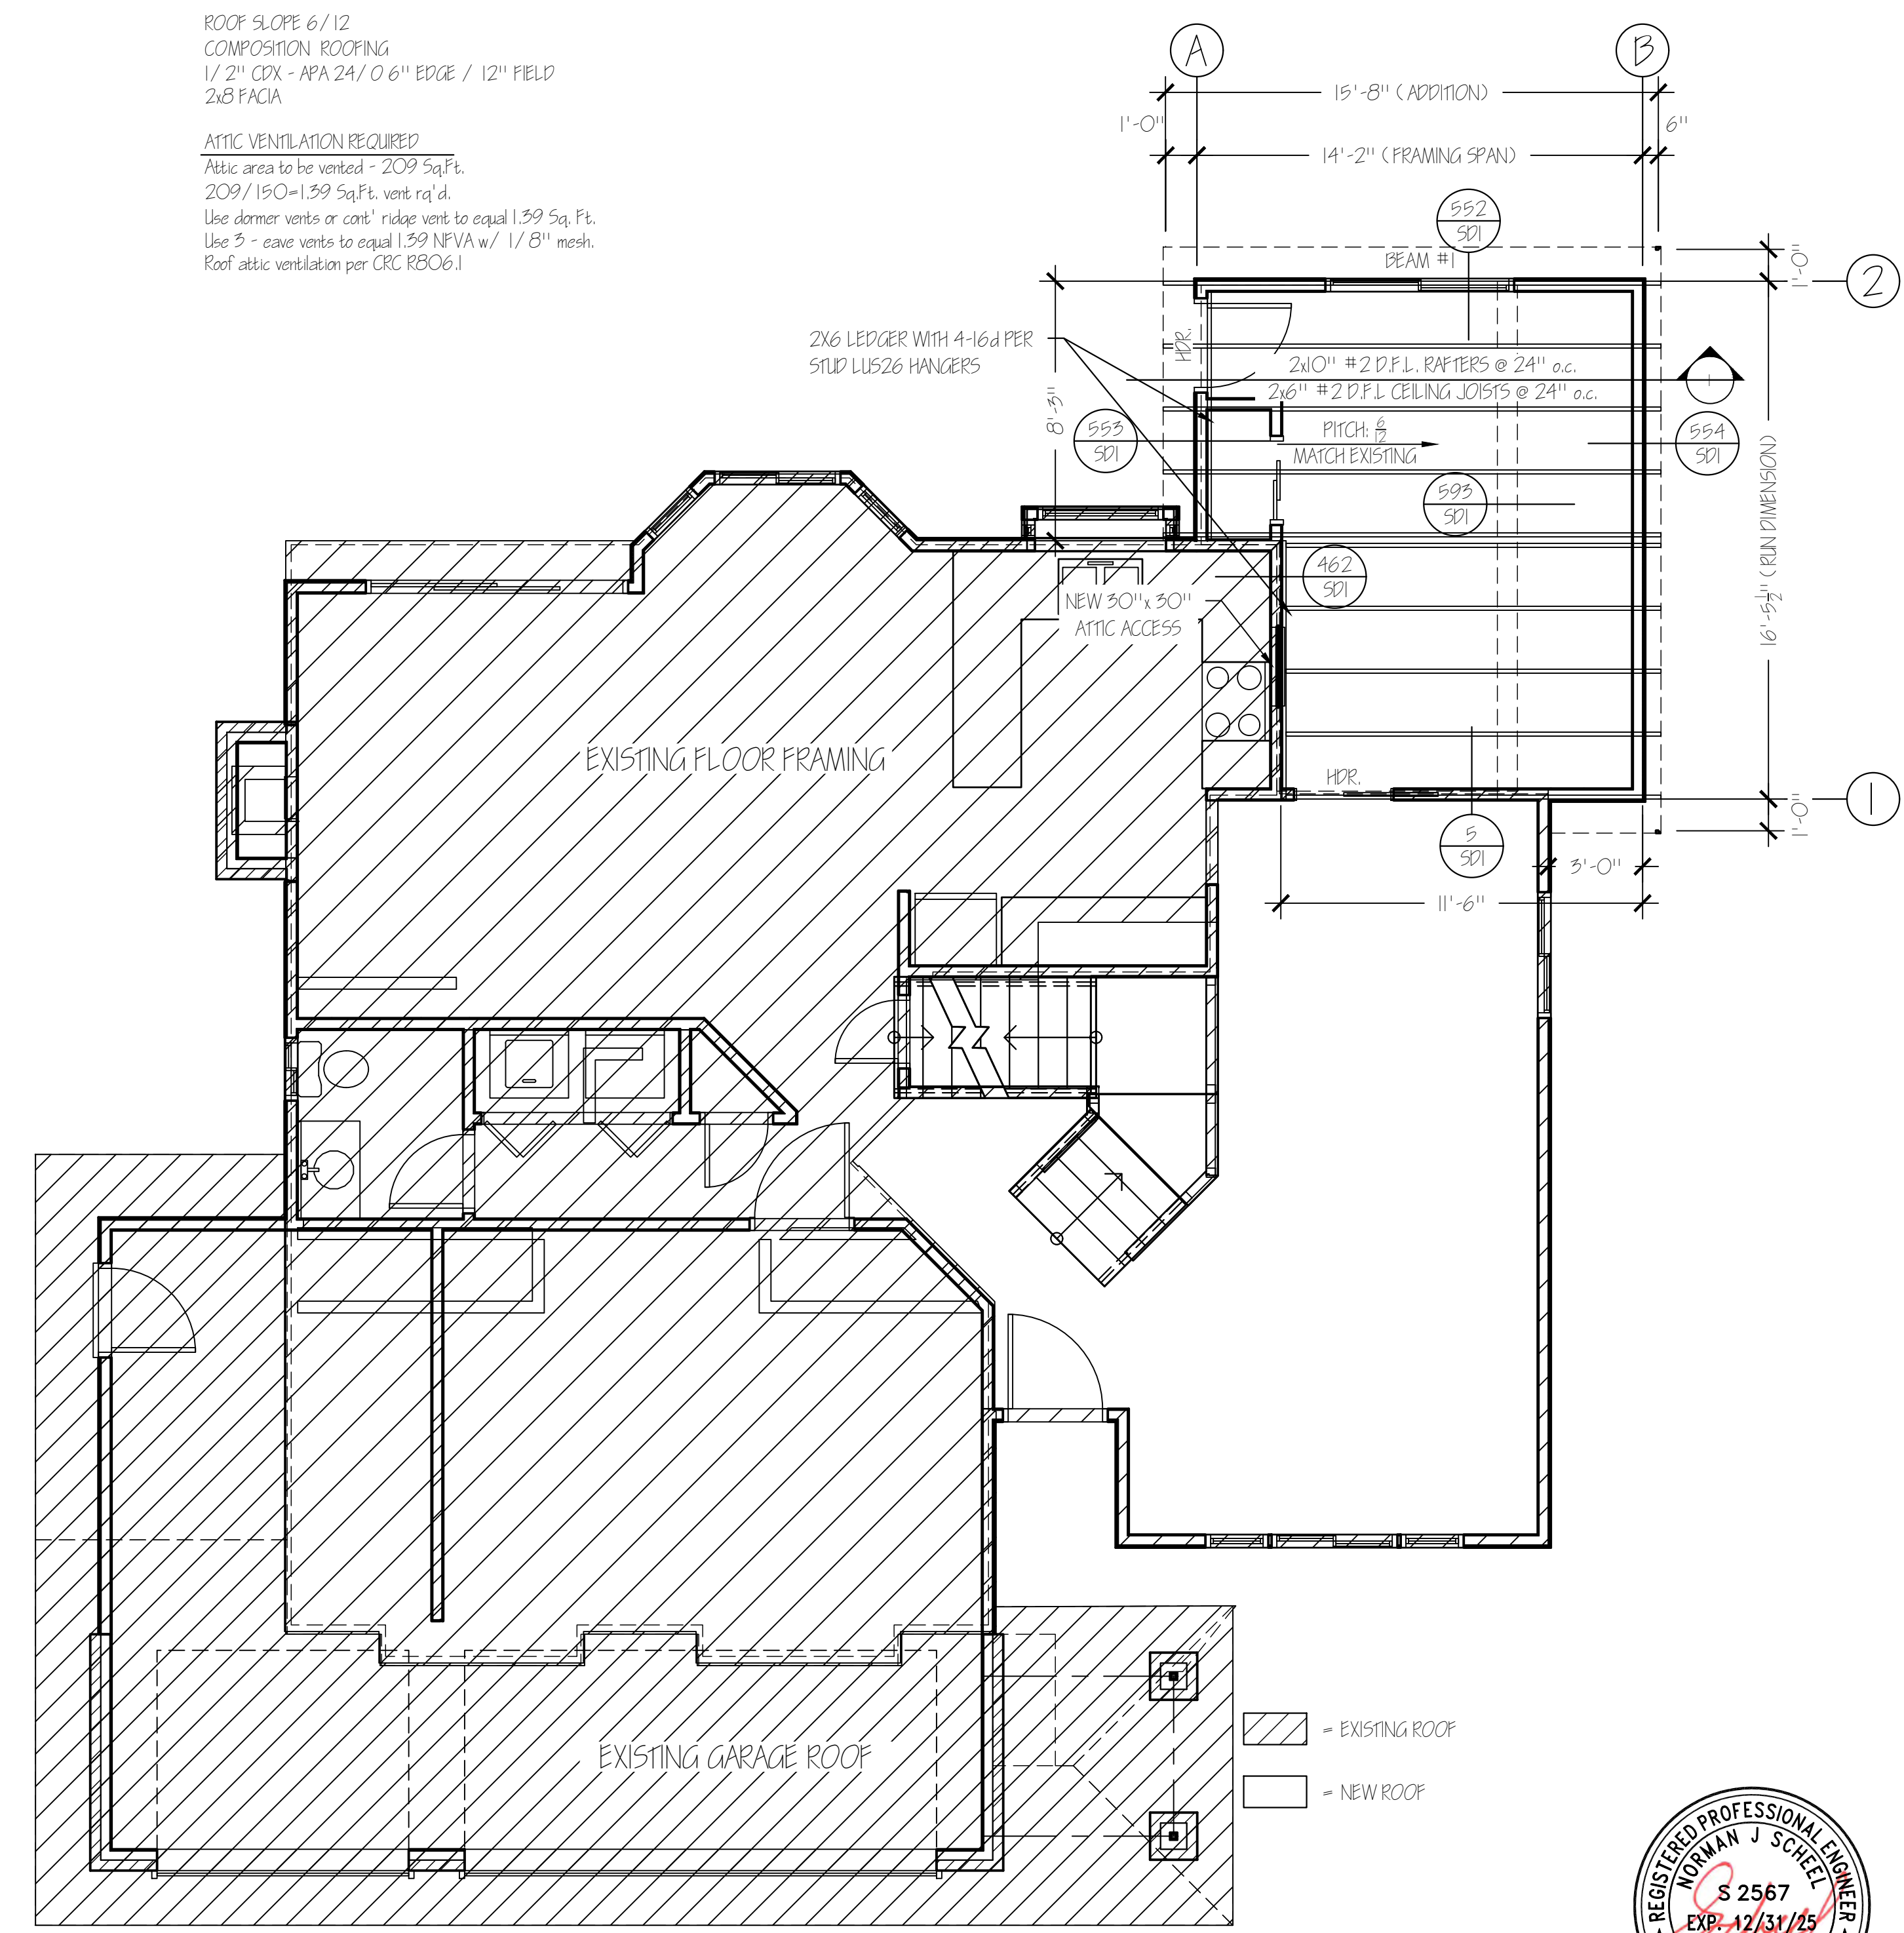 ROOF SLOPE 6/12
COMPOSITION ROOFING
1/2" CDX - APA 24/0 6" EDGE / 12" FIELD
2x8 FACIA
ATTIC VENTILATION REQUIRED
Attic area to be vented - 209 Sq.Ft.
209/150=1.39 Sq.Ft. vent rq'd.
Use dormer vents or cont' ridge vent to equal 1.39 Sq. Ft.
Use 3 - eave vents to equal 1.39 NFVA w/ 1/8" mesh.
Roof attic ventilation per CRC R806.1
A
B
15'-8" (ADDITION)
1'-0"
6"
14'-2" (FRAMING SPAN)
552
SD1
BEAM #1
1'-0"
2
2X6 LEDGER WITH 4-16d PER
STUD LUS26 HANGERS
HDR.
2x10" #2 D.F.L. RAFTERS @ 24" o.c.
2x6" #2 D.F.L CEILING JOISTS @ 24" o.c.
8'-3"
553
SD1
PITCH: 6/12
MATCH EXISTING
554
SD1
593
SD1
16'-5 1/2" (RUN DIMENSION)
462
SD1
NEW 30"x 30"
ATTIC ACCESS
EXISTING FLOOR FRAMING
HDR.
1'-0"
1
5
SD1
3'-0"
11'-6"
EXISTING GARAGE ROOF
= EXISTING ROOF
= NEW ROOF
REGISTERED PROFESSIONAL ENGINEER
NORMAN J SCHEEL
S 2567
EXP. 12/31/25